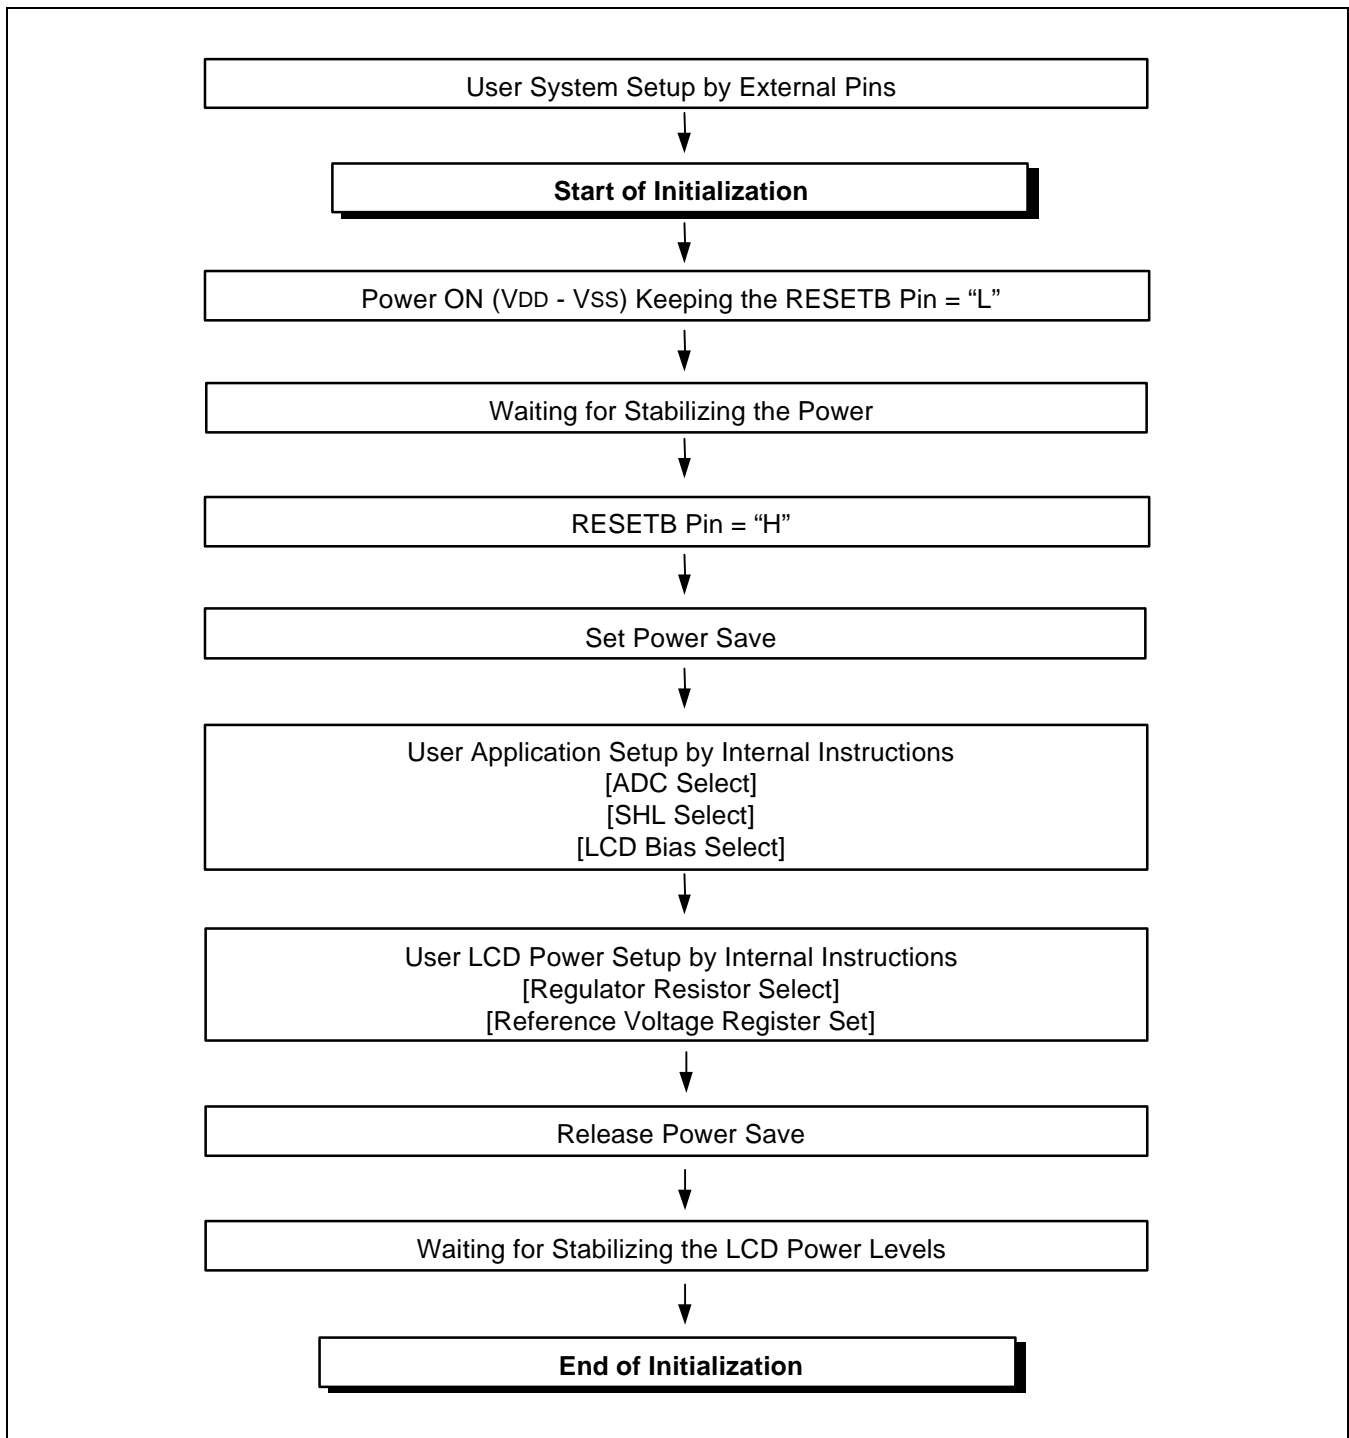 User System Setup by External Pins
Start of Initialization
Power ON (VDD - VSS) Keeping the RESETB Pin = “L”
Waiting for Stabilizing the Power
RESETB Pin = “H”
Set Power Save
User Application Setup by Internal Instructions
[ADC Select]
[SHL Select]
[LCD Bias Select]
User LCD Power Setup by Internal Instructions
[Regulator Resistor Select]
[Reference Voltage Register Set]
Release Power Save
Waiting for Stabilizing the LCD Power Levels
End of Initialization